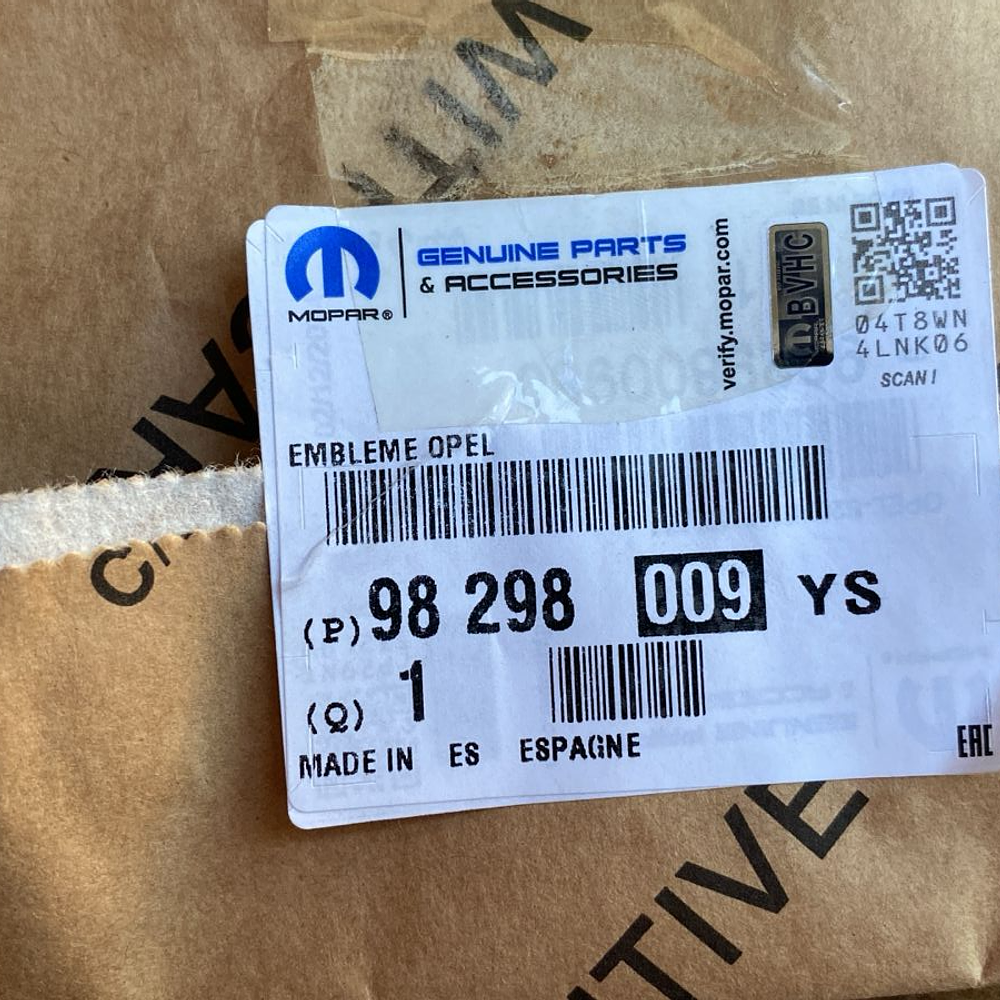 GENUINE PARTS
& ACCESSORIES
MOPAR®
verify.mopar.com
BVHC
04T8WN
4LNK06
SCAN!
EMBLEME OPEL
(P) 98 298 009 YS
(Q) 1
MADE IN ES ESPAGNE
EAC